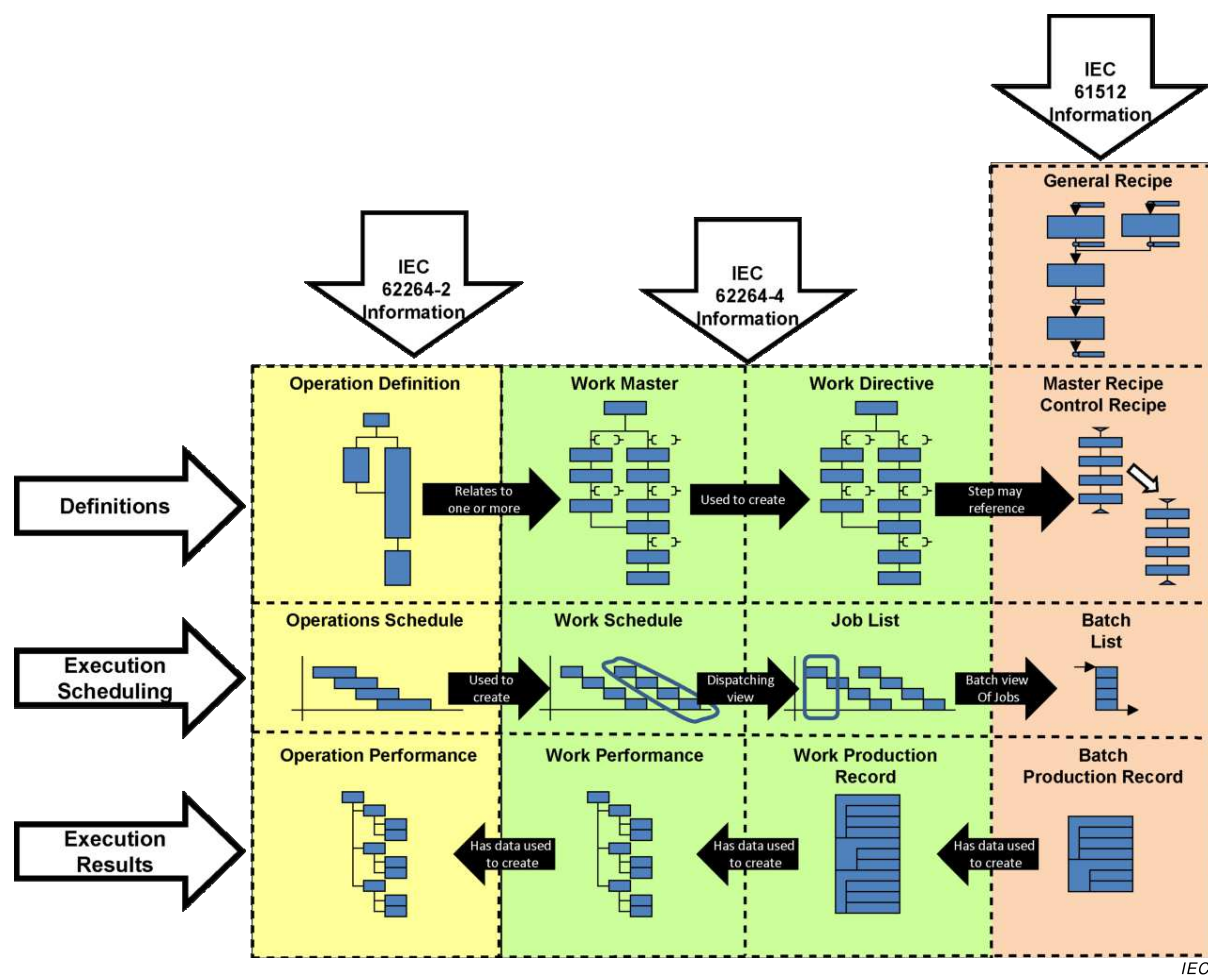 IEC
61512
Information
General Recipe
IEC
62264-2
Information
IEC
62264-4
Information
Operation Definition
Work Master
Work Directive
Master Recipe
Control Recipe
Definitions
Relates to
one or more
Used to create
Step may
reference
Operations Schedule
Work Schedule
Job List
Batch
List
Execution
Scheduling
Used to
create
Dispatching
view
Batch view
Of Jobs
Operation Performance
Work Performance
Work Production
Record
Batch
Production Record
Execution
Results
Has data used
to create
Has data used
to create
Has data used
to create
IEC